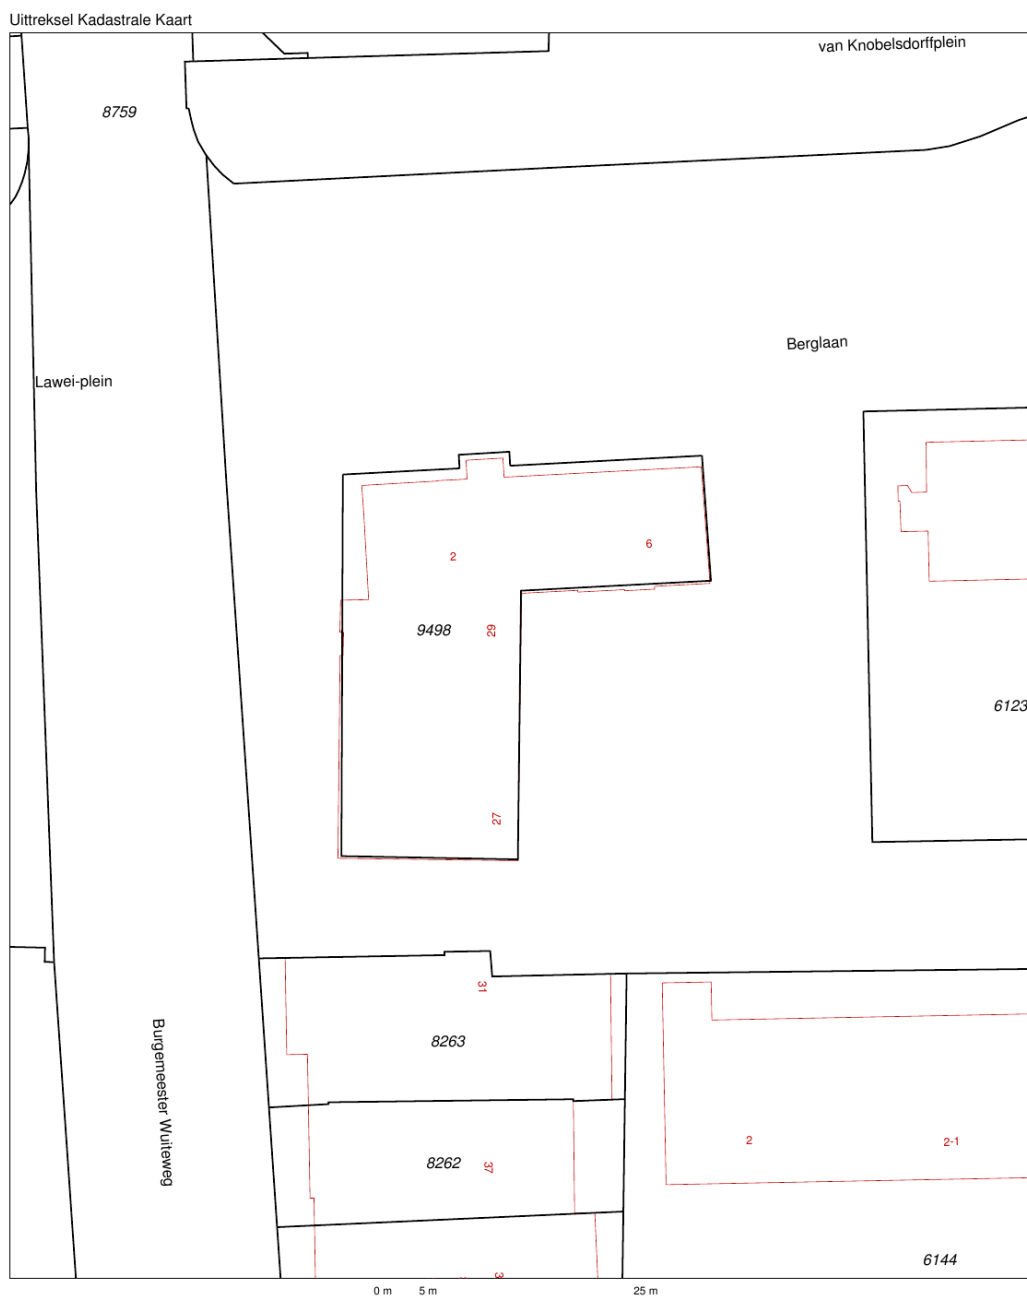 Uittreksel Kadastrale Kaart
van Knobelsdorffplein
8759
Berglaan
Lawei-plein
2
6
9498
29
6123
27
31
8263
Burgemeester Wuiteweg
2
2-1
8262
37
6144
0 m
5 m
25 m